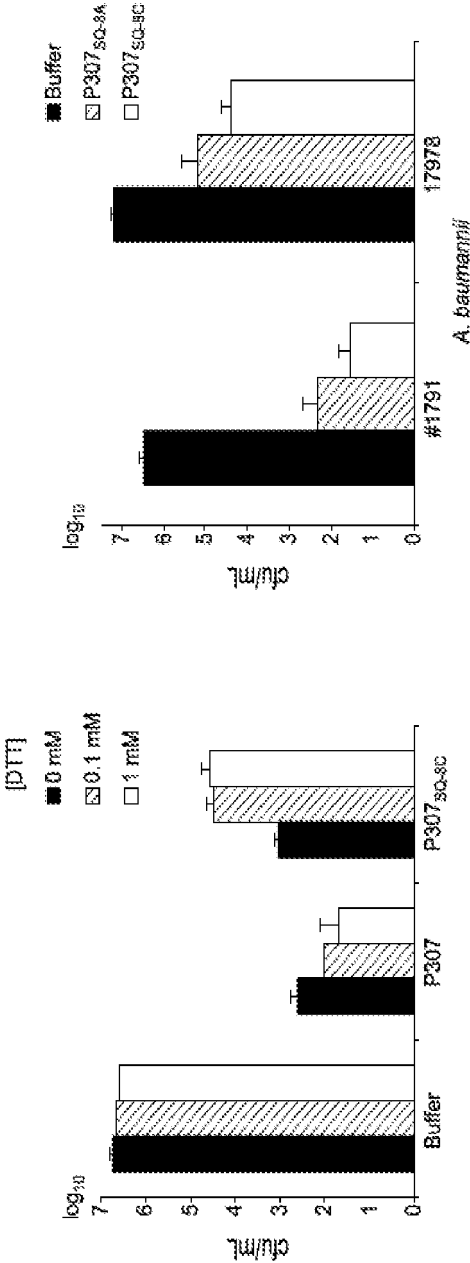 [DTT]
0 mM
0.1 mM
1 mM
log10
cfu/mL
7
6
5
4
3
2
1
0
Buffer
P307
P307SQ-8C
Buffer
P307SQ-8A
P307SQ-8C
log10
cfu/mL
7
6
5
4
3
2
1
0
#1791
17978
A. baumannii